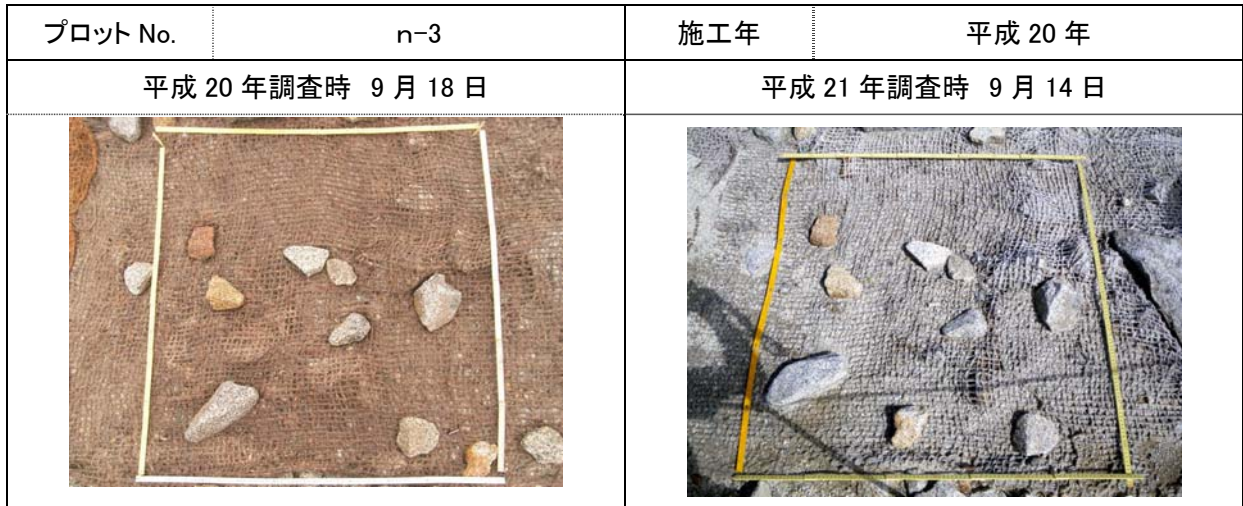 プロット No. n-3 施工年 平成 20 年
平成 20 年調査時 9 月 18 日 平成 21 年調査時 9 月 14 日